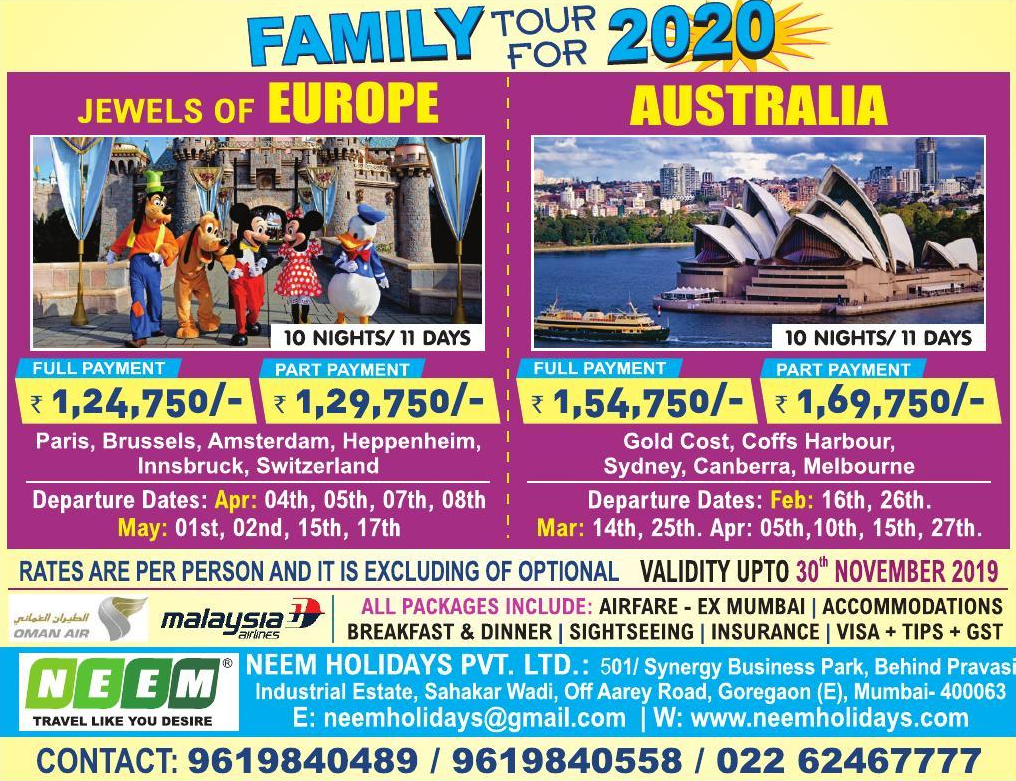 FAMILY TOUR FOR 2020
JEWELS OF EUROPE
10 NIGHTS/ 11 DAYS
FULL PAYMENT
₹ 1,24,750/-
PART PAYMENT
₹ 1,29,750/-
Paris, Brussels, Amsterdam, Heppenheim,
Innsbruck, Switzerland
Departure Dates: Apr: 04th, 05th, 07th, 08th
May: 01st, 02nd, 15th, 17th
AUSTRALIA
10 NIGHTS/ 11 DAYS
FULL PAYMENT
₹ 1,54,750/-
PART PAYMENT
₹ 1,69,750/-
Gold Cost, Coffs Harbour,
Sydney, Canberra, Melbourne
Departure Dates: Feb: 16th, 26th.
Mar: 14th, 25th. Apr: 05th,10th, 15th, 27th.
RATES ARE PER PERSON AND IT IS EXCLUDING OF OPTIONAL VALIDITY UPTO 30th NOVEMBER 2019
الطيران العماني
OMAN AIR
malaysia
airlines
ALL PACKAGES INCLUDE: AIRFARE - EX MUMBAI | ACCOMMODATIONS
BREAKFAST & DINNER | SIGHTSEEING | INSURANCE | VISA + TIPS + GST
NEEM®
TRAVEL LIKE YOU DESIRE
NEEM HOLIDAYS PVT. LTD.: 501/ Synergy Business Park, Behind Pravasi
Industrial Estate, Sahakar Wadi, Off Aarey Road, Goregaon (E), Mumbai- 400063
E: neemholidays@gmail.com | W: www.neemholidays.com
CONTACT: 9619840489 / 9619840558 / 022 62467777